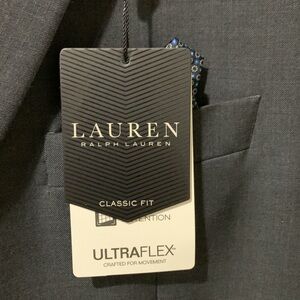 LAUREN
RALPH LAUREN
CLASSIC FIT
ULTRAFLEX
CRAFTED FOR MOVEMENT